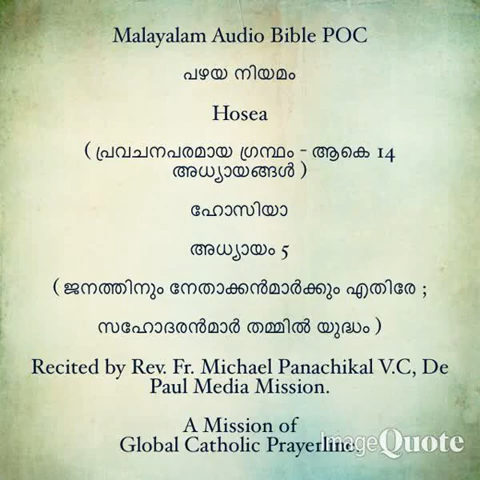 Malayalam Audio Bible POC
പഴയ നിയമം
Hosea
( പ്രവചനപരമായ ഗ്രന്ഥം - ആകെ 14
അധ്യായങ്ങൾ )
ഹോസിയാ
അധ്യായം 5
( ജനത്തിനും നേതാക്കൻമാർക്കും എതിരേ ;
സഹോദരൻമാർ തമ്മിൽ യുദ്ധം )
Recited by Rev. Fr. Michael Panachikal V.C, De
Paul Media Mission.
A Mission of
Global Catholic Prayerline
ImageQuote